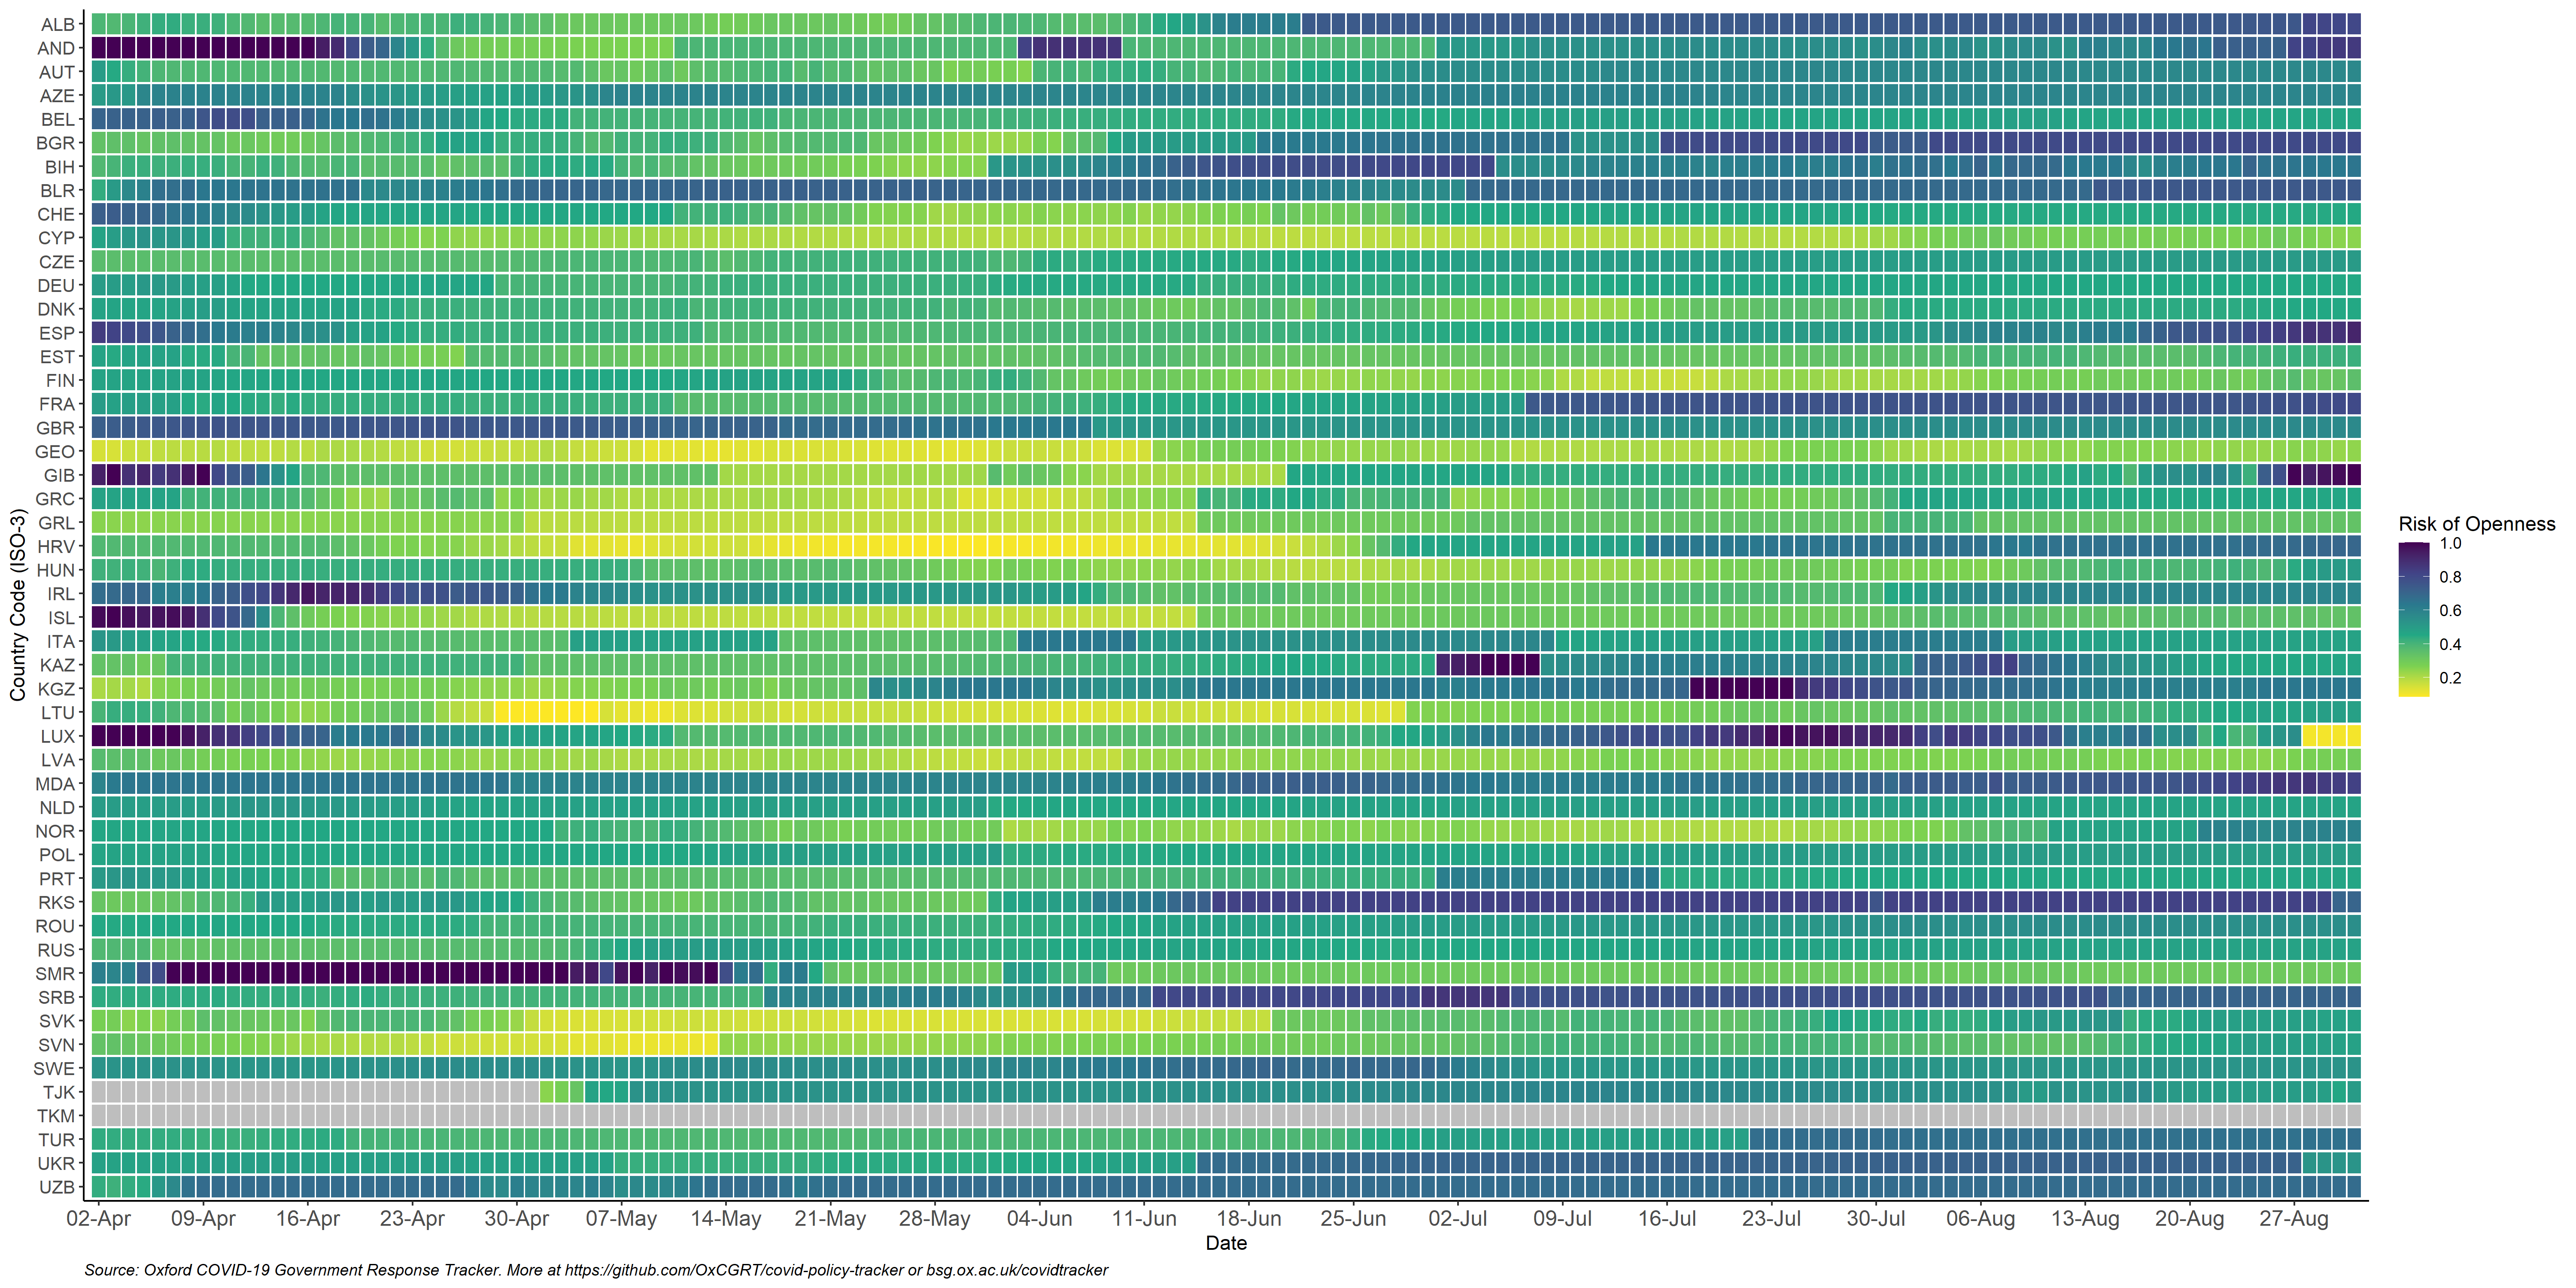 ALB
AND
AUT
AZE
BEL
BGR
BIH
BLR
CHE
CYP
CZE
DEU
DNK
ESP
EST
FIN
FRA
GBR
GEO
GIB
GRC
GRL
HRV
HUN
IRL
ISL
ITA
KAZ
KGZ
LTU
LUX
LVA
MDA
NLD
NOR
POL
PRT
RKS
ROU
RUS
SMR
SRB
SVK
SVN
SWE
TJK
TKM
TUR
UKR
UZB
Country Code (ISO-3)
02-Apr 09-Apr 16-Apr 23-Apr 30-Apr 07-May 14-May 21-May 28-May 04-Jun 11-Jun 18-Jun 25-Jun 02-Jul 09-Jul 16-Jul 23-Jul 30-Jul 06-Aug 13-Aug 20-Aug 27-Aug
Date
Risk of Openness
1.0
0.8
0.6
0.4
0.2
Source: Oxford COVID-19 Government Response Tracker. More at https://github.com/OxCGRT/covid-policy-tracker or bsg.ox.ac.uk/covidtracker